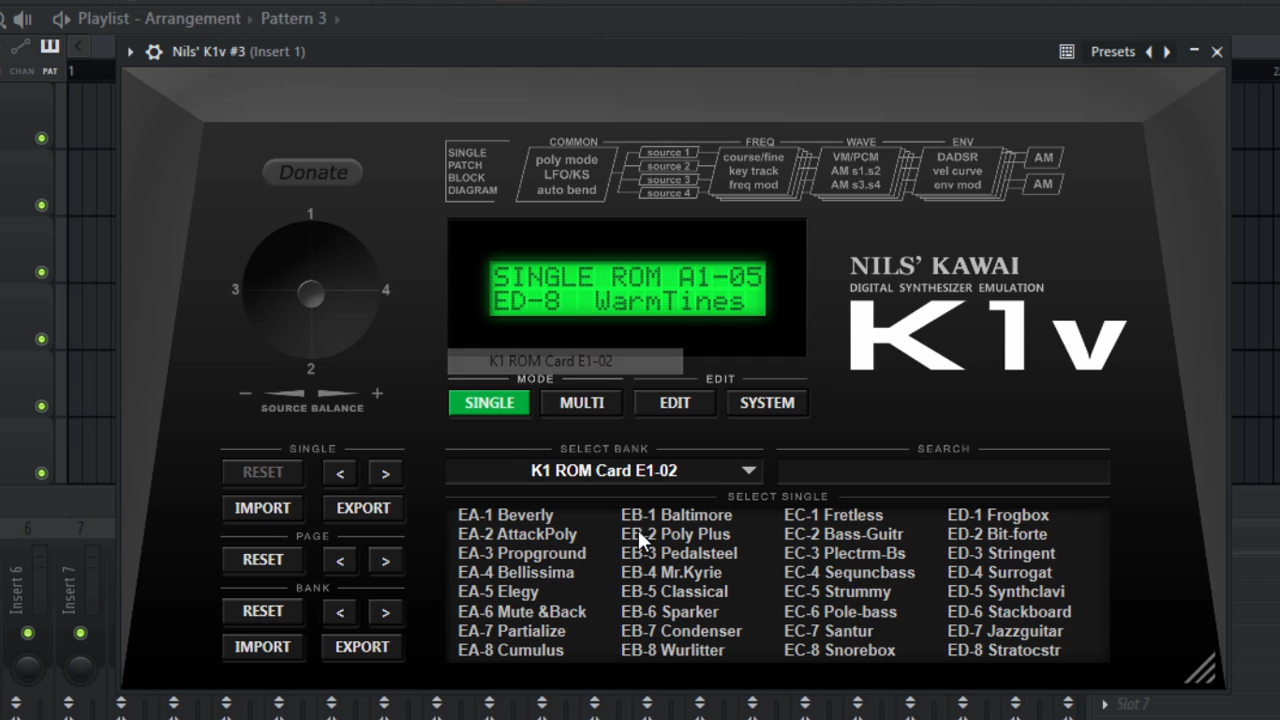 Playlist - Arrangement › Pattern 3 ›
Nils' K1v #3 (Insert 1)
Presets
CHAN PAT
1
2
Donate
SINGLE
PATCH
BLOCK
DIAGRAM
COMMON
poly mode
LFO/KS
auto bend
source 1
source 2
source 3
source 4
FREQ
course/fine
key track
freq mod
WAVE
VM/PCM
AM s1.s2
AM s3.s4
ENV
DADSR
vel curve
env mod
AM
AM
1
3
4
2
− +
SOURCE BALANCE
SINGLE ROM A1-05
ED-8 WarmTines
NILS' KAWAI
DIGITAL SYNTHESIZER EMULATION
K1v
K1 ROM Card E1-02
MODE
EDIT
SINGLE MULTI EDIT SYSTEM
SINGLE
RESET < >
IMPORT EXPORT
PAGE
RESET < >
BANK
RESET < >
IMPORT EXPORT
SELECT BANK
SEARCH
K1 ROM Card E1-02
SELECT SINGLE
EA-1 Beverly EB-1 Baltimore EC-1 Fretless ED-1 Frogbox
EA-2 AttackPoly EB-2 Poly Plus EC-2 Bass-Guitr ED-2 Bit-forte
EA-3 Propground EB-3 Pedalsteel EC-3 Plectrm-Bs ED-3 Stringent
EA-4 Bellissima EB-4 Mr.Kyrie EC-4 Sequncbass ED-4 Surrogat
EA-5 Elegy EB-5 Classical EC-5 Strummy ED-5 Synthclavi
EA-6 Mute &Back EB-6 Sparker EC-6 Pole-bass ED-6 Stackboard
EA-7 Partialize EB-7 Condenser EC-7 Santur ED-7 Jazzguitar
EA-8 Cumulus EB-8 Wurlitter EC-8 Snorebox ED-8 Stratocstr
6 7
Insert 6
Insert 7
Slot 7